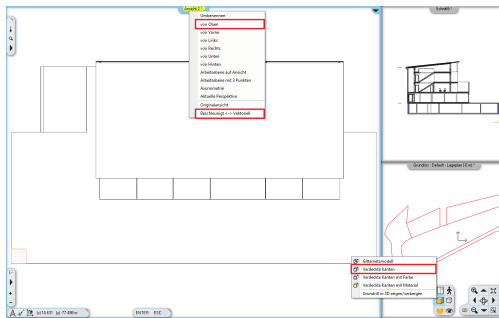 Ansicht 2
Umbenennen
von Oben
von Vorne
von Links
von Rechts
von Unten
von Hinten
Arbeitsebene auf Ansicht
Arbeitsebene mit 3 Punkten
Axonometrie
Aktuelle Perspektive
Originalansicht
Beschleunigt <--> Vektoriell
Grundriss - Default - Lageplan
Gitternetzmodell
Verdeckte Kanten
Verdeckte Kanten mit Farbe
Verdeckte Kanten mit Material
Grundriß in 3D zeigen/verbergen
ENTER ESC